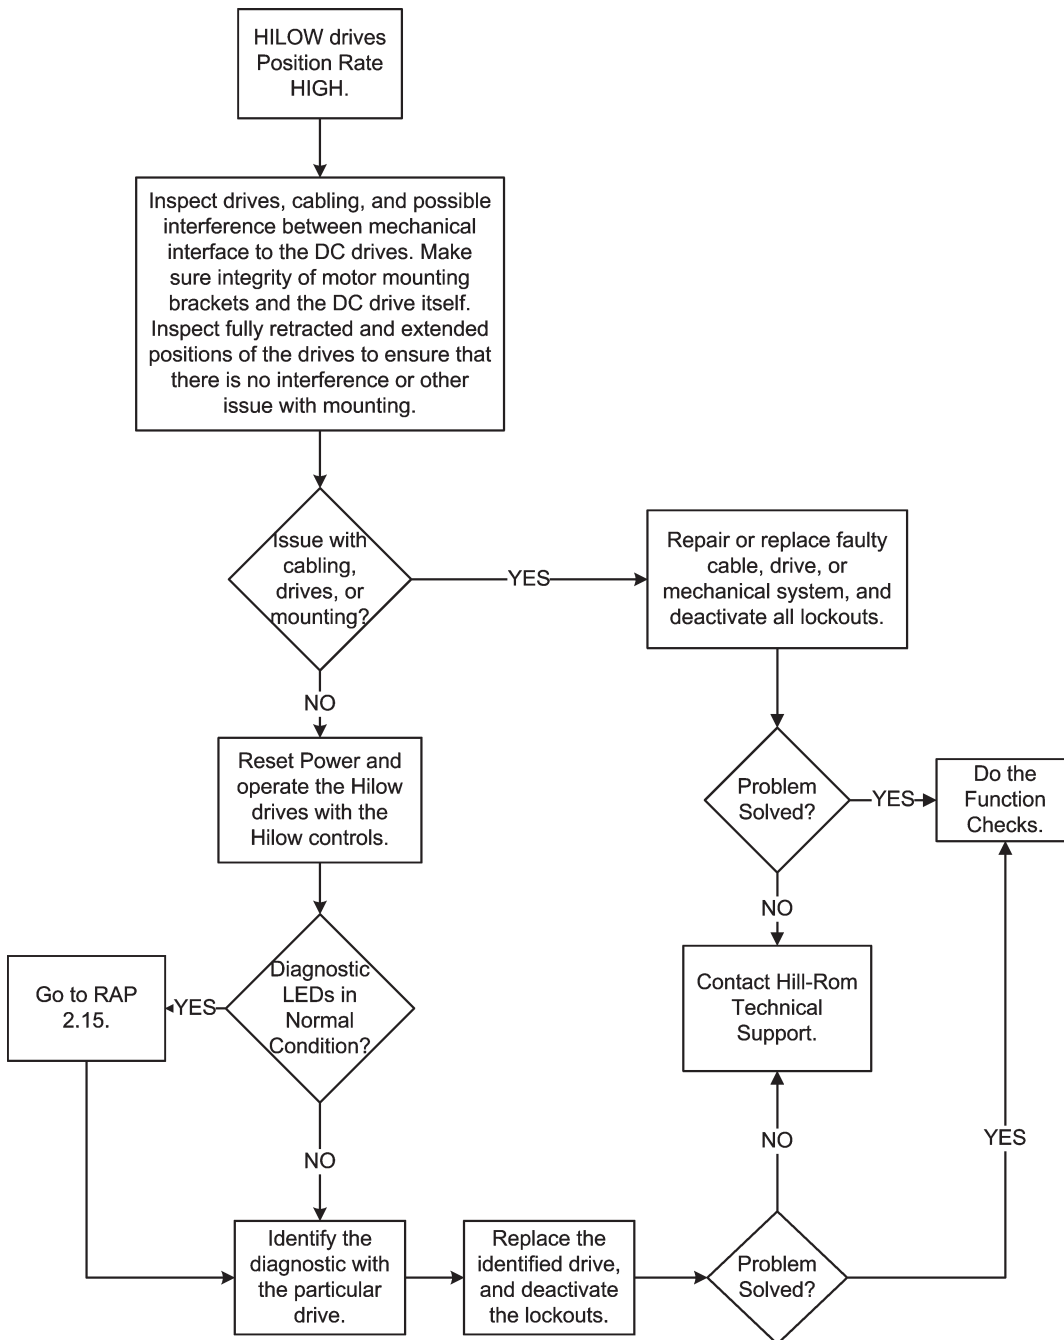 HILOW drives
Position Rate
HIGH.
Inspect drives, cabling, and possible
interference between mechanical
interface to the DC drives. Make
sure integrity of motor mounting
brackets and the DC drive itself.
Inspect fully retracted and extended
positions of the drives to ensure that
there is no interference or other
issue with mounting.
Issue with
cabling,
drives, or
mounting?
YES
Repair or replace faulty
cable, drive, or
mechanical system, and
deactivate all lockouts.
NO
Reset Power and
operate the Hilow
drives with the
Hilow controls.
Problem
Solved?
YES
Do the
Function
Checks.
NO
Diagnostic
LEDs in
Normal
Condition?
YES
Go to RAP
2.15.
Contact Hill-Rom
Technical
Support.
NO
NO
YES
Identify the
diagnostic with
the particular
drive.
Replace the
identified drive,
and deactivate
the lockouts.
Problem
Solved?